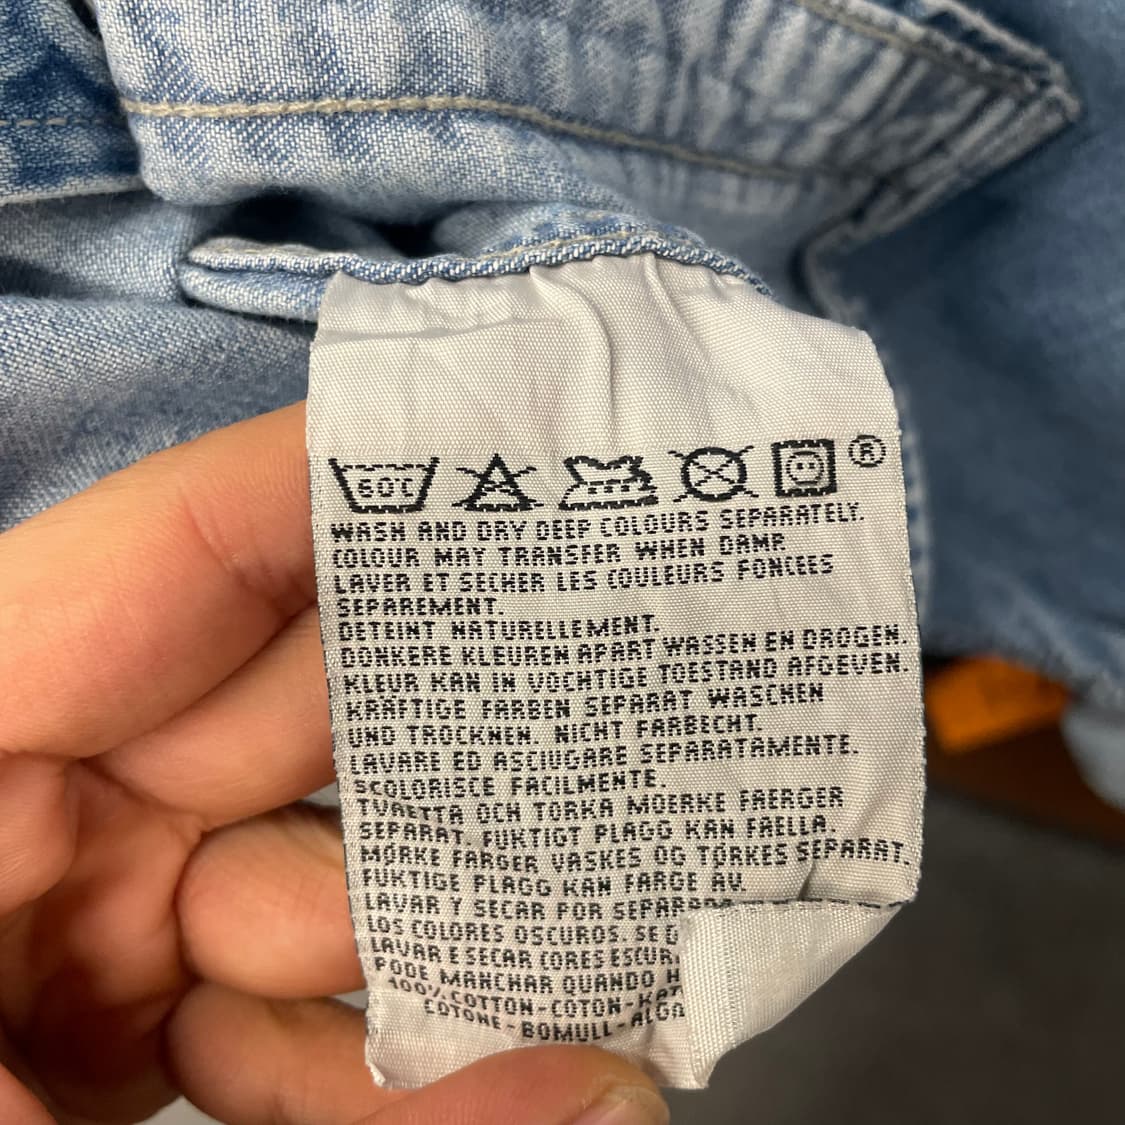 60°C ®
WASH AND DRY DEEP COLOURS SEPARATELY.
COLOUR MAY TRANSFER WHEN DAMP.
LAVER ET SECHER LES COULEURS FONCEES
SEPAREMENT.
DETEINT NATURELLEMENT.
DONKERE KLEUREN APART WASSEN EN DROGEN.
KLEUR KAN IN VOCHTIGE TOESTAND AFGEVEN.
KRÄFTIGE FARBEN SEPARAT WASCHEN
UND TROCKNEN. NICHT FARBECHT.
LAVARE ED ASCIUGARE SEPARATAMENTE.
SCOLORISCE FACILMENTE.
TVAETTA OCH TORKA MOERKE FAERGER
SEPARAT. FUKTIGT PLAGG KAN FAELLA.
MØRKE FARGER VASKES OG TØRKES SEPARAT.
FUKTIGE PLAGG KAN FARGE AV.
LAVAR Y SECAR POR
LOS COLORES OSCUROS. SE
LAVAR E SECAR CORES
PODE MANCHAR QUANDO
100% COTTON-COTON-
COTONE-BOMULL-